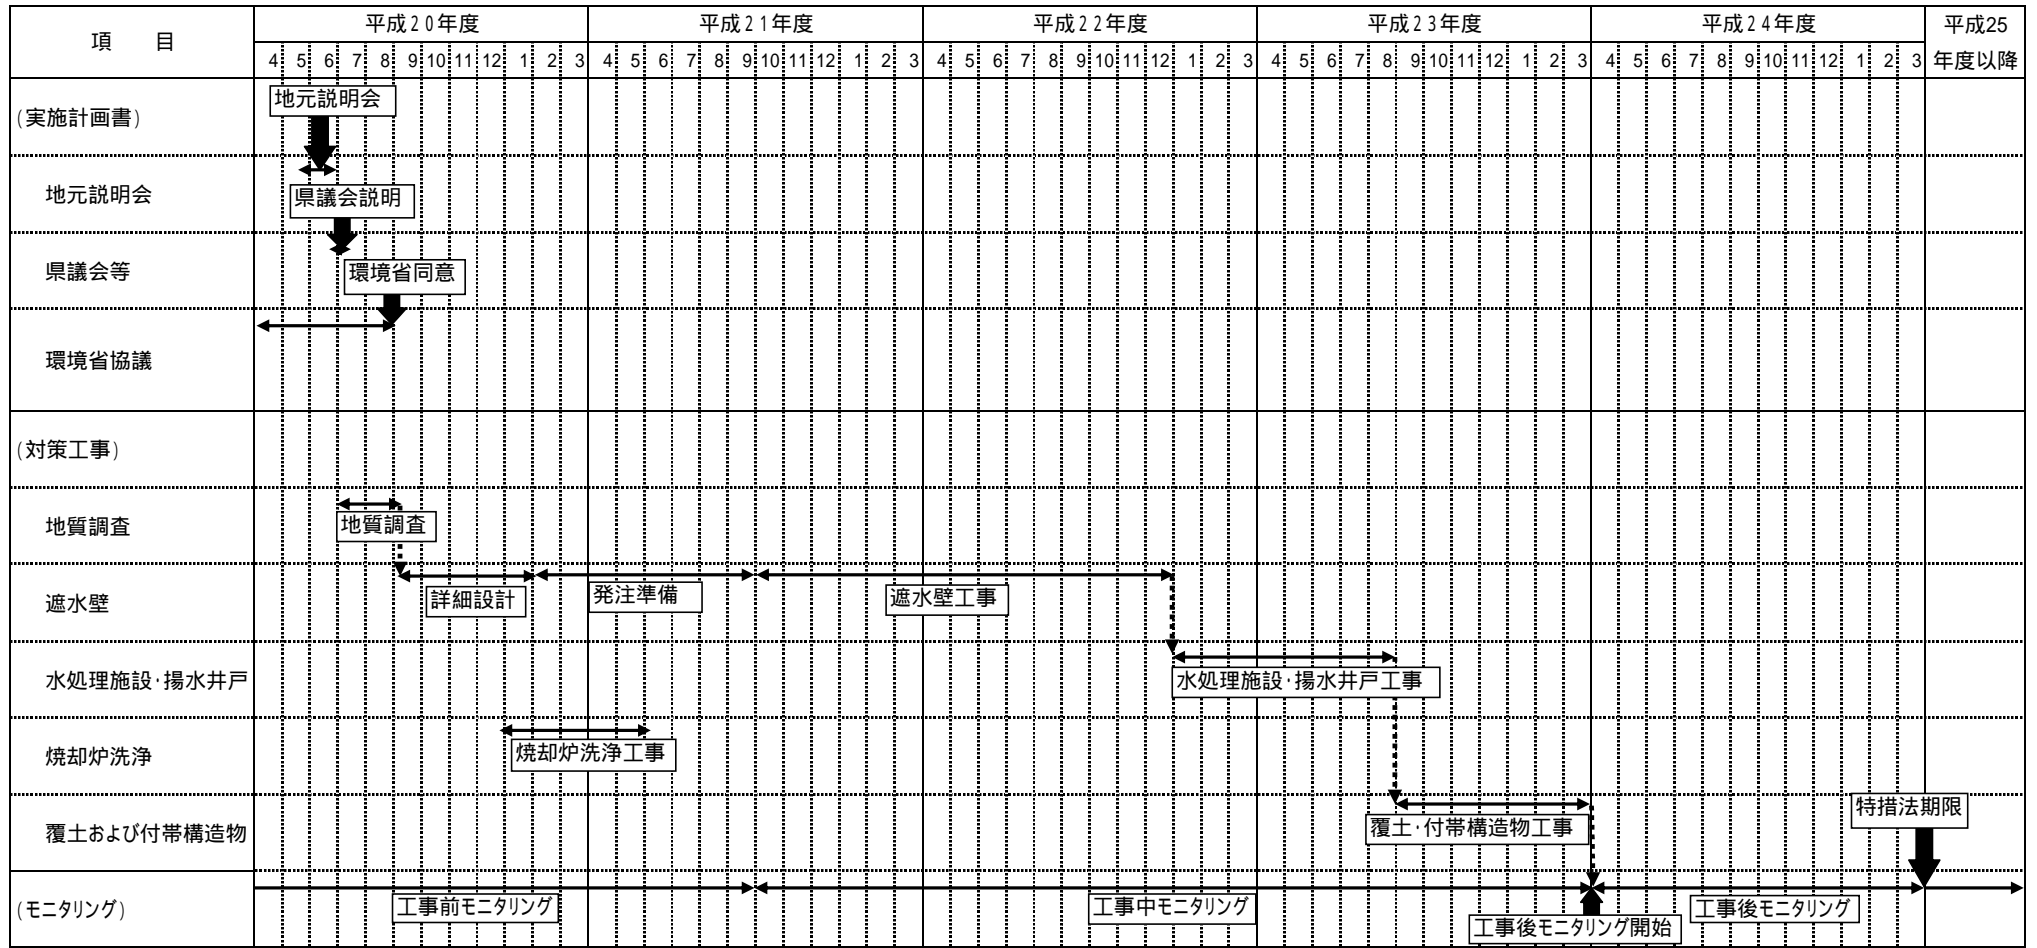 項　目 平成20年度 平成21年度 平成22年度 平成23年度 平成24年度 平成25
年度以降
4 5 6 7 8 9 10 11 12 1 2 3 4 5 6 7 8 9 10 11 12 1 2 3 4 5 6 7 8 9 10 11 12 1 2 3 4 5 6 7 8 9 10 11 12 1 2 3 4 5 6 7 8 9 10 11 12 1 2 3
(実施計画書) 地元説明会
地元説明会 県議会説明
県議会等 環境省同意
環境省協議
(対策工事)
地質調査 地質調査
遮水壁 詳細設計 発注準備 遮水壁工事
水処理施設・揚水井戸 水処理施設・揚水井戸工事
焼却炉洗浄 焼却炉洗浄工事
覆土および付帯構造物 覆土・付帯構造物工事 特措法期限
(モニタリング) 工事前モニタリング 工事中モニタリング 工事後モニタリング開始 工事後モニタリング